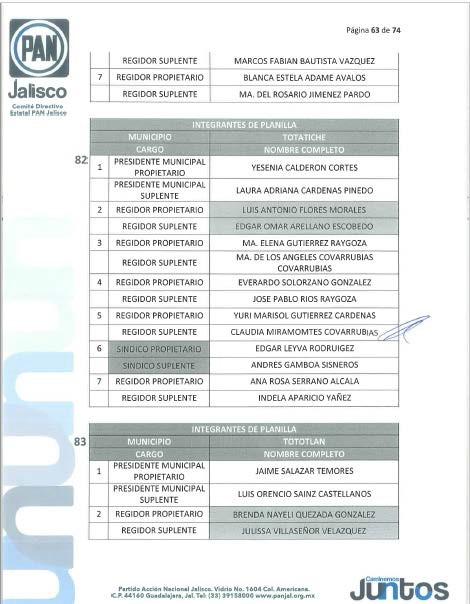 PAN
Jalisco
Comité Directivo
Estatal PAN Jalisco
Página 63 de 74
REGIDOR SUPLENTE MARCOS FABIAN BAUTISTA VAZQUEZ
7 REGIDOR PROPIETARIO BLANCA ESTELA ADAME AVALOS
REGIDOR SUPLENTE MA. DEL ROSARIO JIMENEZ PARDO
INTEGRANTES DE PLANILLA
MUNICIPIO TOTATICHE
CARGO NOMBRE COMPLETO
82
1 PRESIDENTE MUNICIPAL
PROPIETARIO YESENIA CALDERON CORTES
PRESIDENTE MUNICIPAL
SUPLENTE LAURA ADRIANA CARDENAS PINEDO
2 REGIDOR PROPIETARIO LUIS ANTONIO FLORES MORALES
REGIDOR SUPLENTE EDGAR OMAR ARELLANO ESCOBEDO
3 REGIDOR PROPIETARIO MA. ELENA GUTIERREZ RAYGOZA
REGIDOR SUPLENTE MA. DE LOS ANGELES COVARRUBIAS
COVARRUBIAS
4 REGIDOR PROPIETARIO EVERARDO SOLORZANO GONZALEZ
REGIDOR SUPLENTE JOSE PABLO RIOS RAYGOZA
5 REGIDOR PROPIETARIO YURI MARISOL GUTIERREZ CARDENAS
REGIDOR SUPLENTE CLAUDIA MIRAMOMTES COVARRUBIAS
6 SINDICO PROPIETARIO EDGAR LEYVA RODRUIGEZ
SINDICO SUPLENTE ANDRES GAMBOA SISNEROS
7 REGIDOR PROPIETARIO ANA ROSA SERRANO ALCALA
REGIDOR SUPLENTE INDELA APARICIO YAÑEZ
83
INTEGRANTES DE PLANILLA
MUNICIPIO TOTOTLAN
CARGO NOMBRE COMPLETO
1 PRESIDENTE MUNICIPAL
PROPIETARIO JAIME SALAZAR TEMORES
PRESIDENTE MUNICIPAL
SUPLENTE LUIS ORENCIO SAINZ CASTELLANOS
2 REGIDOR PROPIETARIO BRENDA NAYELI QUEZADA GONZALEZ
REGIDOR SUPLENTE JULISSA VILLASEÑOR VELAZQUEZ
Partido Acción Nacional Jalisco. Vidrio No. 1604 Col. Americana.
C.P. 44160 Guadalajara, Jal. Tel: (33) 39158000 www.panjal.org.mx
Caminemos
Juntos